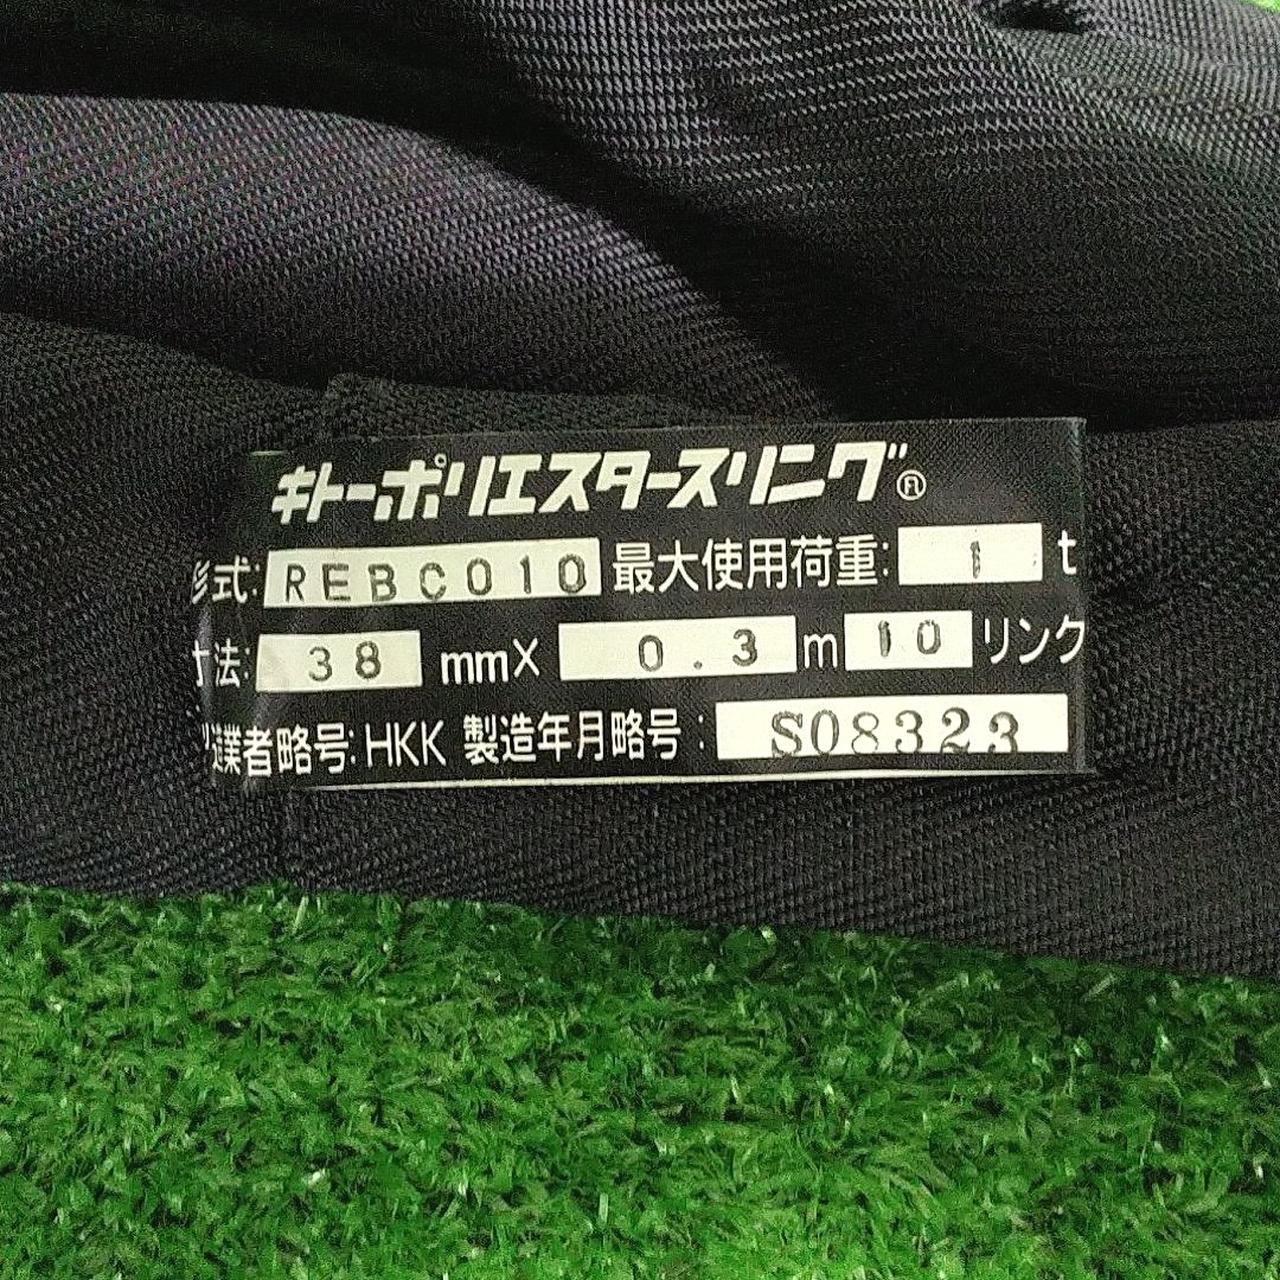 キトーポリエスタースリング®
形式: REBC010 最大使用荷重: 1 t
寸法: 38 mm× 0.3 m 10 リンク
造業者略号: HKK 製造年月略号: S08323